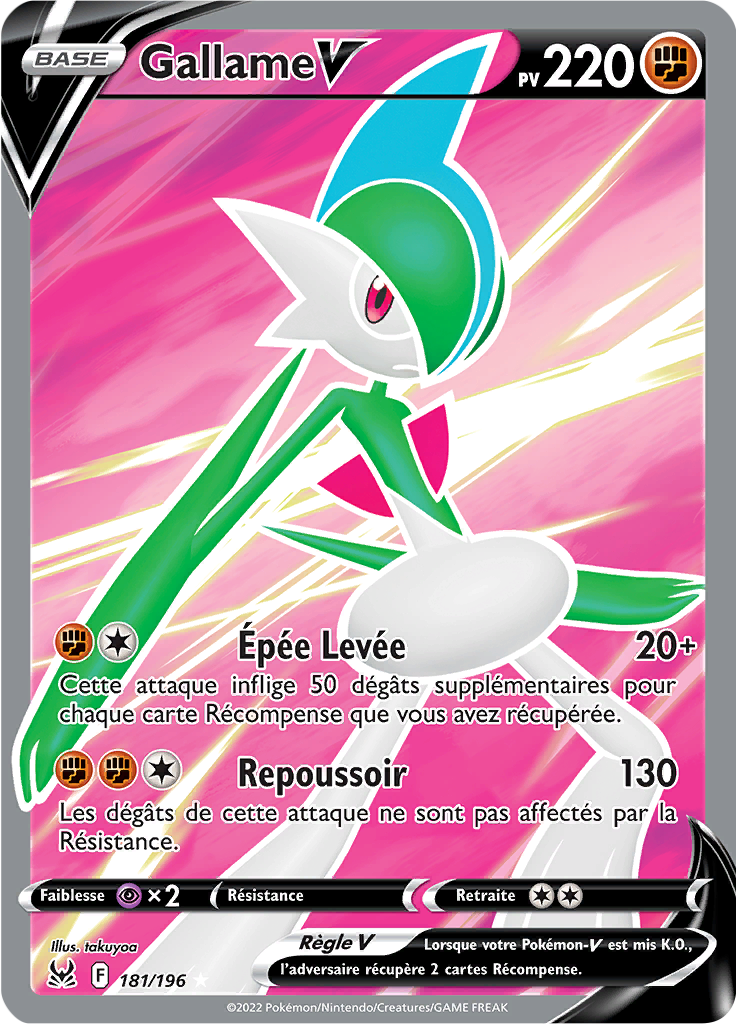 BASE
Gallame V
PV 220
Épée Levée 20+
Cette attaque inflige 50 dégâts supplémentaires pour
chaque carte Récompense que vous avez récupérée.
Repoussoir 130
Les dégâts de cette attaque ne sont pas affectés par la
Résistance.
Faiblesse ×2 Résistance Retraite
Illus. takuyoa
Règle V Lorsque votre Pokémon-V est mis K.O.,
l'adversaire récupère 2 cartes Récompense.
F 181/196
©2022 Pokémon/Nintendo/Creatures/GAME FREAK